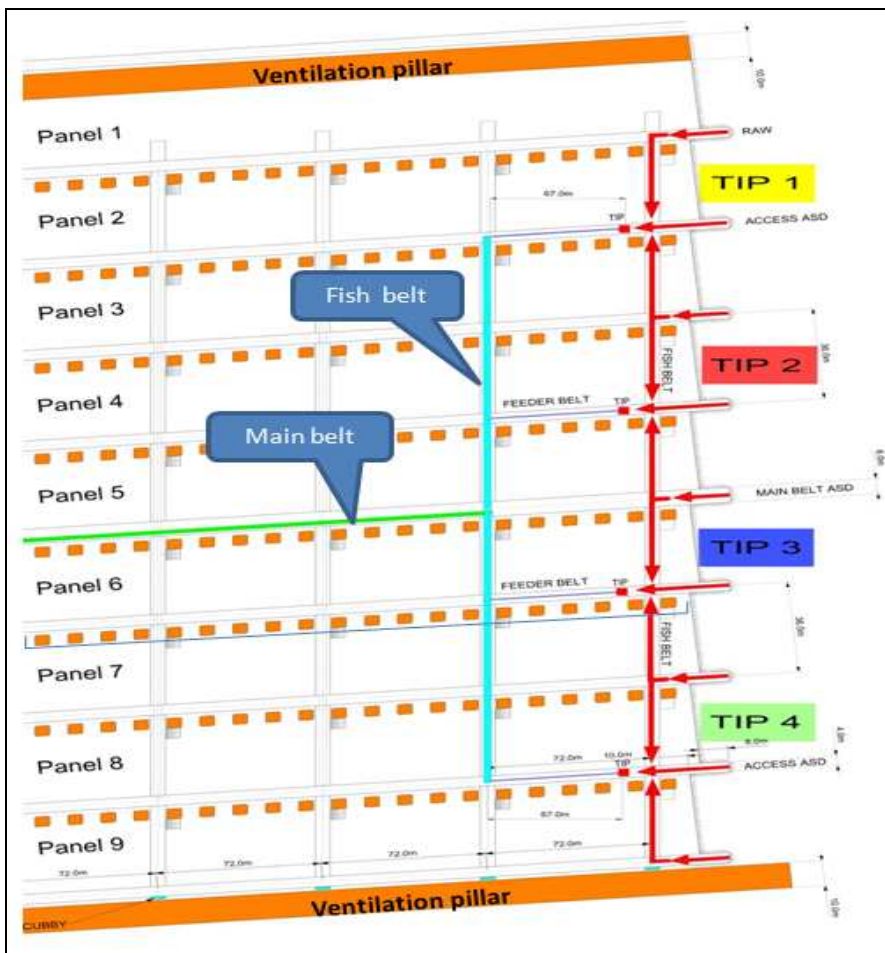 Ventilation pillar
10.0m
Panel 1
RAW
TIP 1
67.0m
Panel 2
TIP
ACCESS ASD
Fish belt
Panel 3
36.0m
TIP 2
FISH BELT
Panel 4
FEEDER BELT
TIP
Main belt
6.0m
Panel 5
MAIN BELT ASD
TIP 3
Panel 6
FEEDER BELT
TIP
36.0m
FISH BELT
Panel 7
TIP 4
Panel 8
72.0m
10.0m
6.0m
TIP
ACCESS ASD
67.0m
Panel 9
72.0m
72.0m
72.0m
72.0m
Ventilation pillar
10.0m
CUBBY